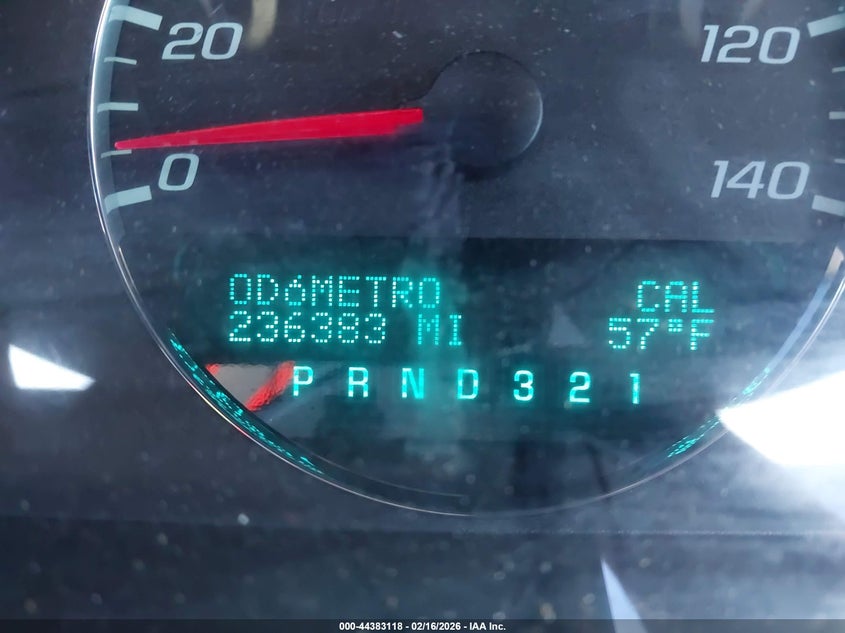 20
120
0
140
ODóMETRO CAL
236383 MI 57°F
P R N D 3 2 1
000-44383118 - 02/16/2026 - IAA Inc.